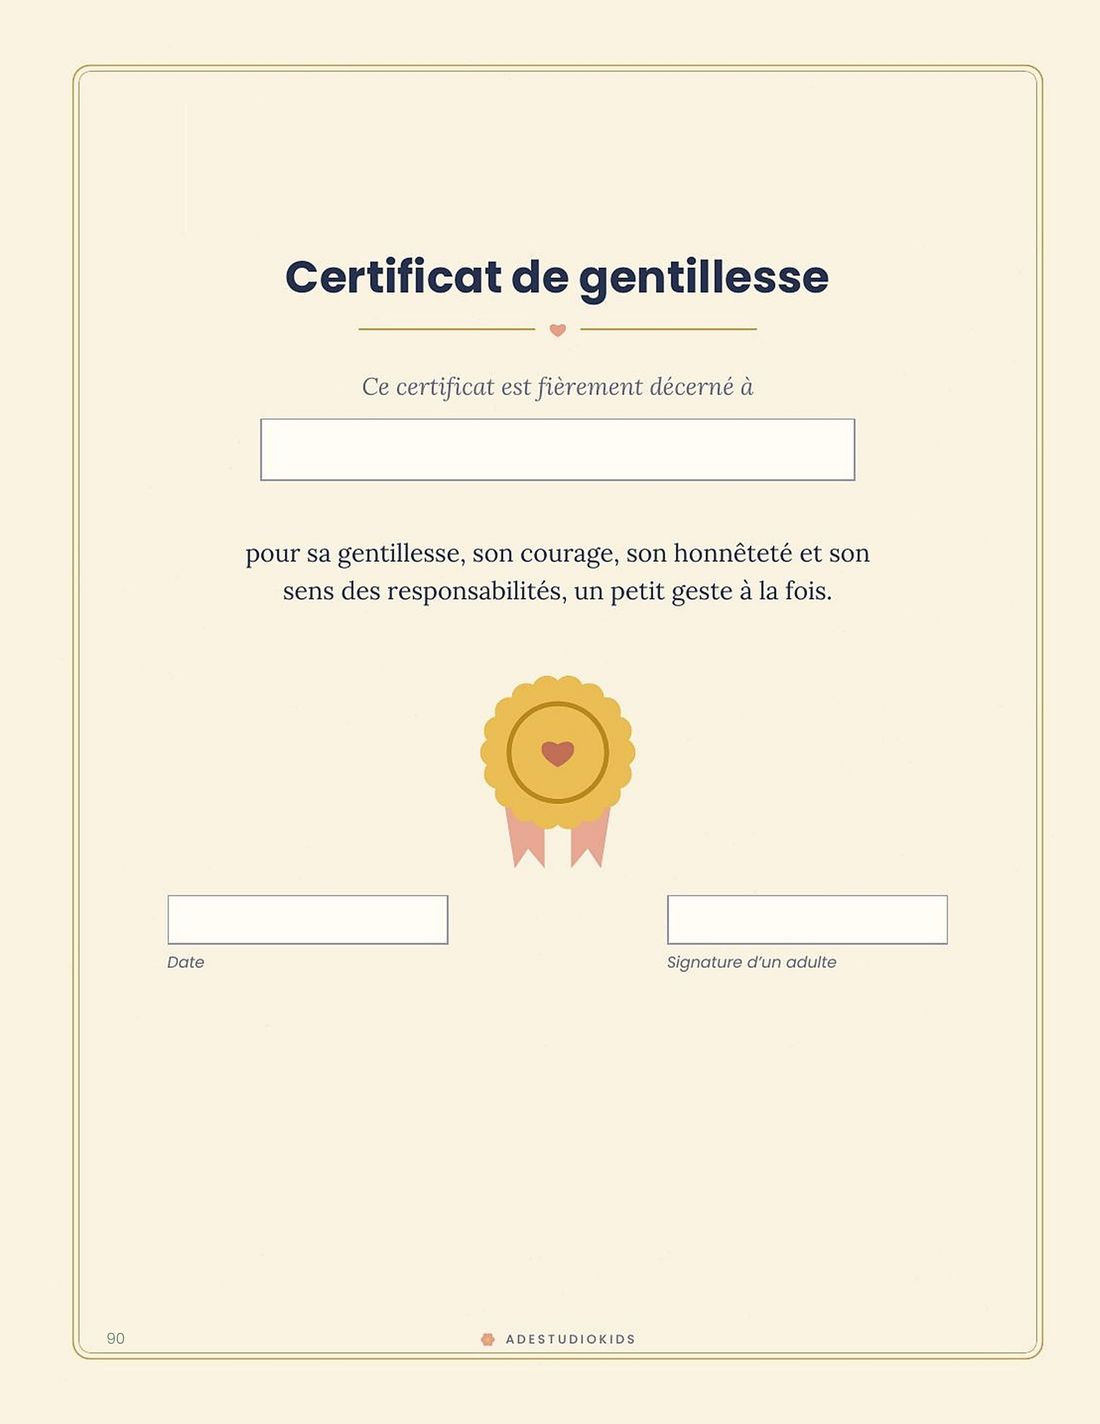 Certificat de gentillesse
Ce certificat est fièrement décerné à
pour sa gentillesse, son courage, son honnêteté et son
sens des responsabilités, un petit geste à la fois.
Date
Signature d’un adulte
90
ADESTUDIOKIDS